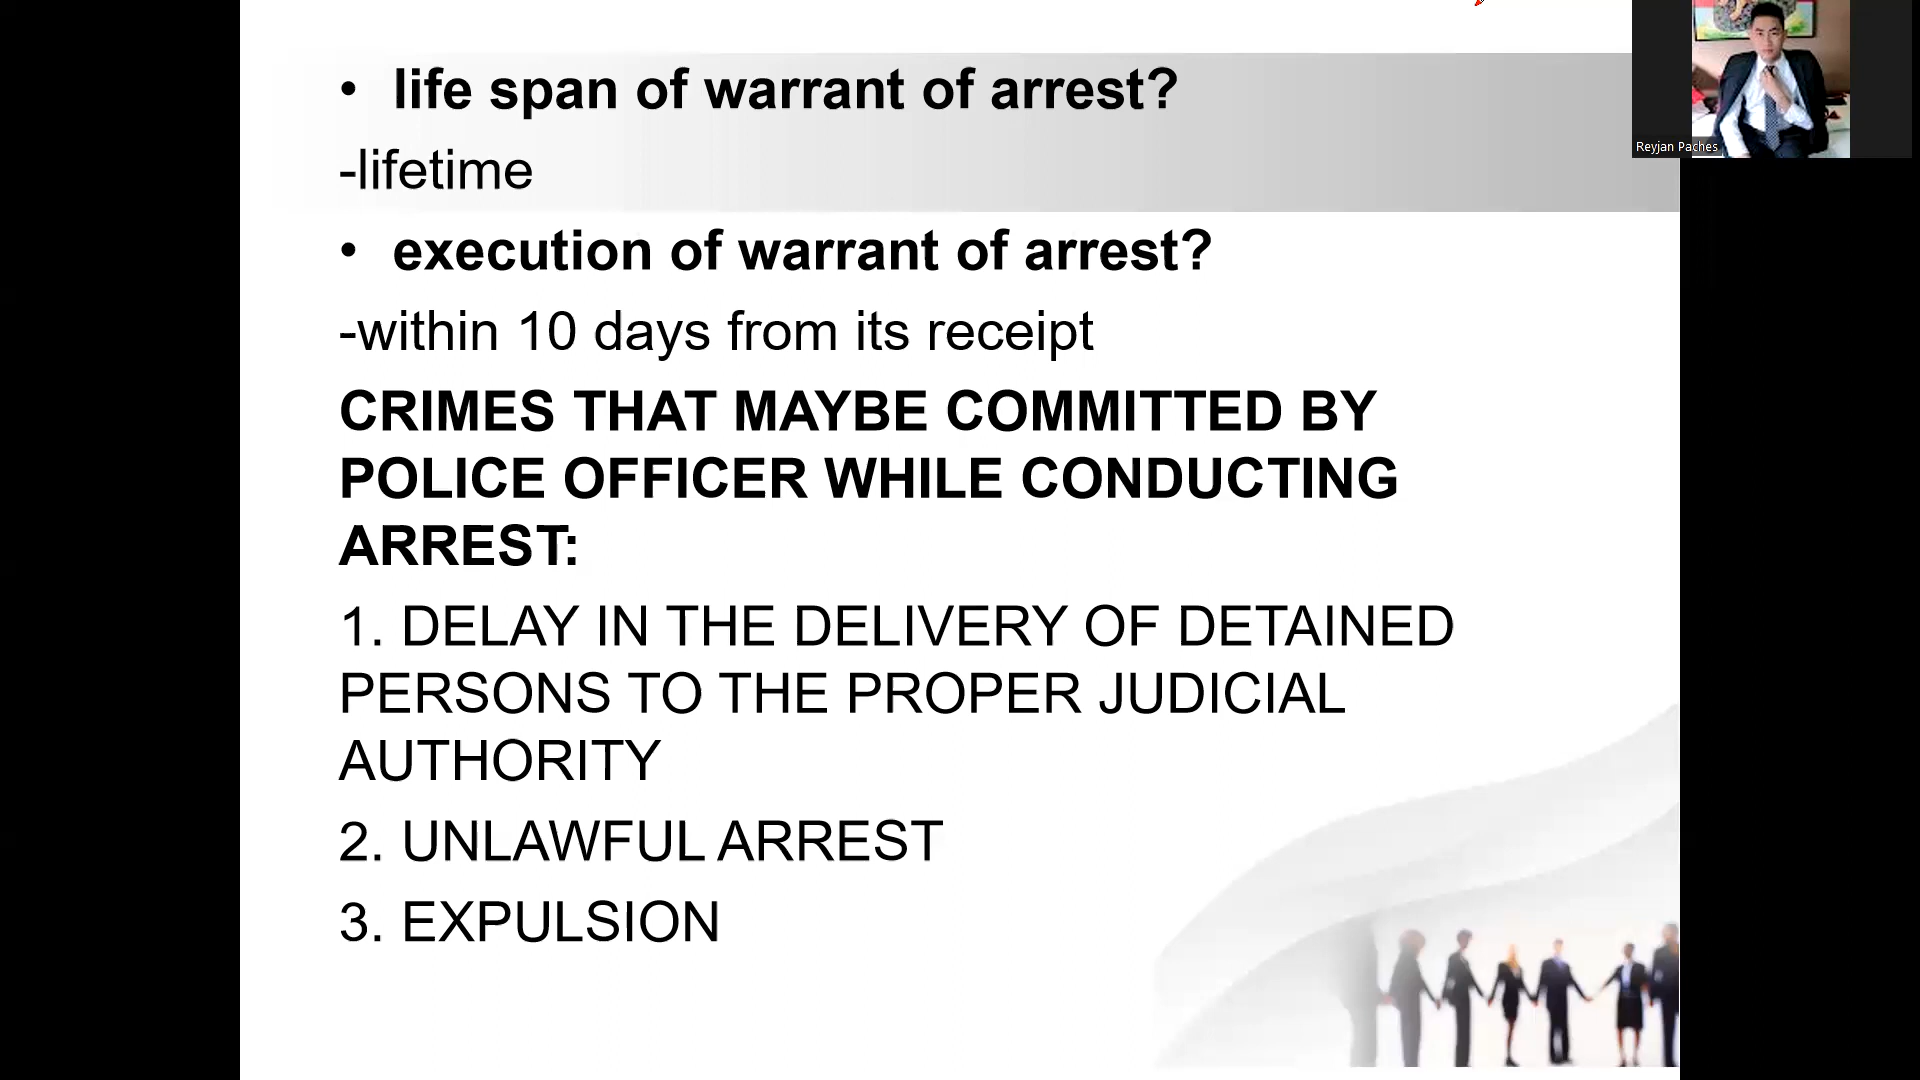 • life span of warrant of arrest?
-lifetime
• execution of warrant of arrest?
-within 10 days from its receipt
CRIMES THAT MAYBE COMMITTED BY
POLICE OFFICER WHILE CONDUCTING
ARREST:
1. DELAY IN THE DELIVERY OF DETAINED
PERSONS TO THE PROPER JUDICIAL
AUTHORITY
2. UNLAWFUL ARREST
3. EXPULSION
Reyjan Paches